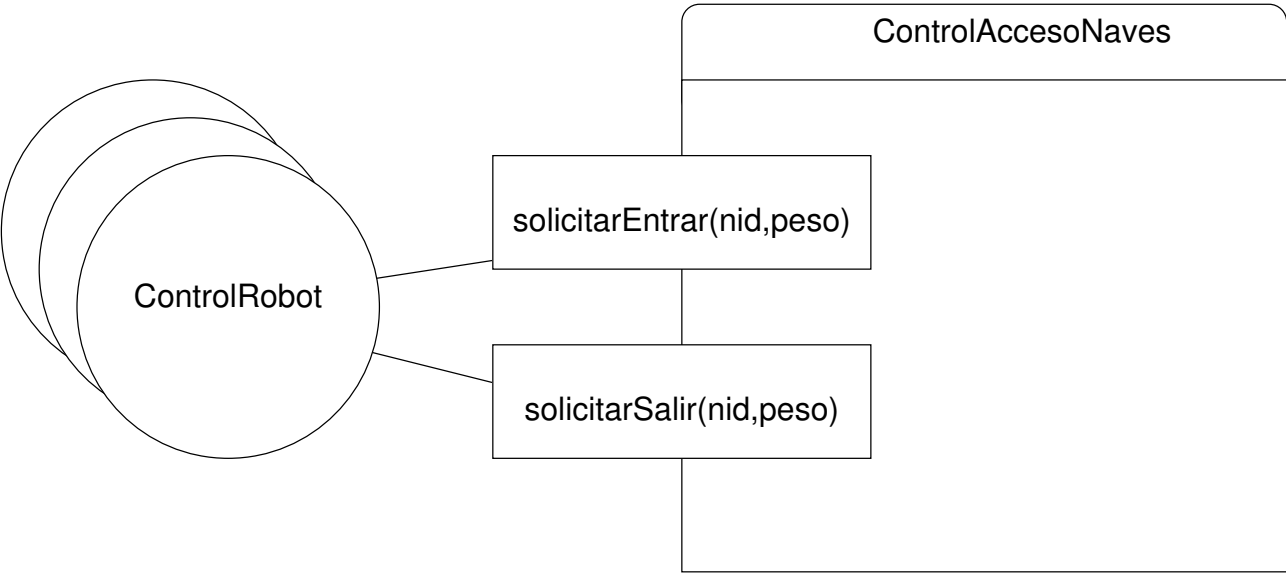 ControlAccesoNaves
solicitarEntrar(nid,peso)
ControlRobot
solicitarSalir(nid,peso)